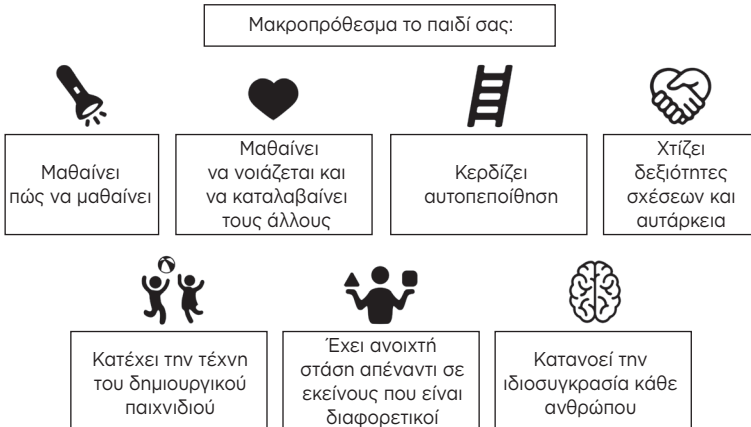 Μακροπρόθεσμα το παιδί σας:
Μαθαίνει
πώς να μαθαίνει
Μαθαίνει
να νοιάζεται και
να καταλαβαίνει
τους άλλους
Κερδίζει
αυτοπεποίθηση
Χτίζει
δεξιότητες
σχέσεων και
αυτάρκεια
Κατέχει την τέχνη
του δημιουργικού
παιχνιδιού
Έχει ανοιχτή
στάση απέναντι σε
εκείνους που είναι
διαφορετικοί
Κατανοεί την
ιδιοσυγκρασία κάθε
ανθρώπου